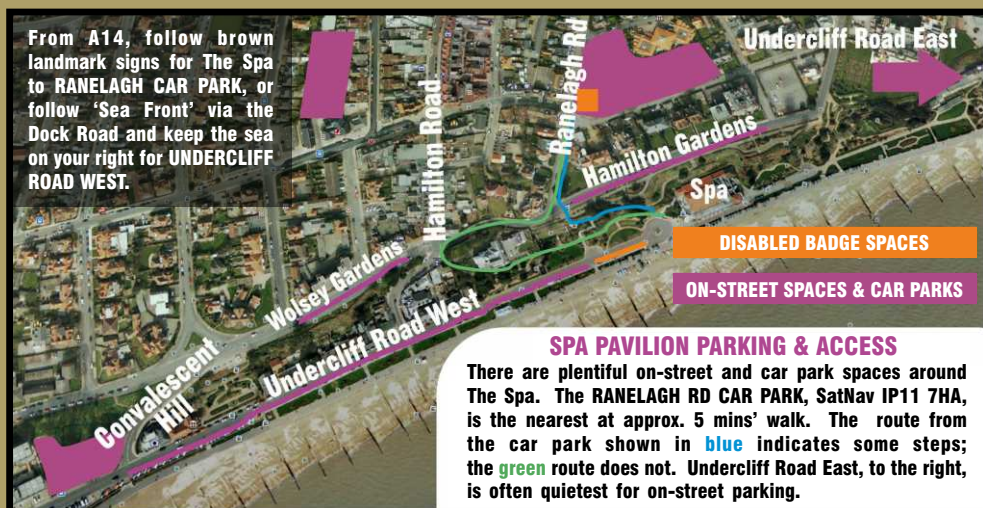 From A14, follow brown
landmark signs for The Spa
to RANELAGH CAR PARK, or
follow ‘Sea Front’ via the
Dock Road and keep the sea
on your right for UNDERCLIFF
ROAD WEST.
Hamilton Road
Ranelagh Rd
Undercliff Road East
Hamilton Gardens
Spa
Wolsey Gardens
Undercliff Road West
Convalescent
Hill
DISABLED BADGE SPACES
ON-STREET SPACES & CAR PARKS
SPA PAVILION PARKING & ACCESS
There are plentiful on-street and car park spaces around
The Spa. The RANELAGH RD CAR PARK, SatNav IP11 7HA,
is the nearest at approx. 5 mins’ walk. The route from
the car park shown in blue indicates some steps;
the green route does not. Undercliff Road East, to the right,
is often quietest for on-street parking.